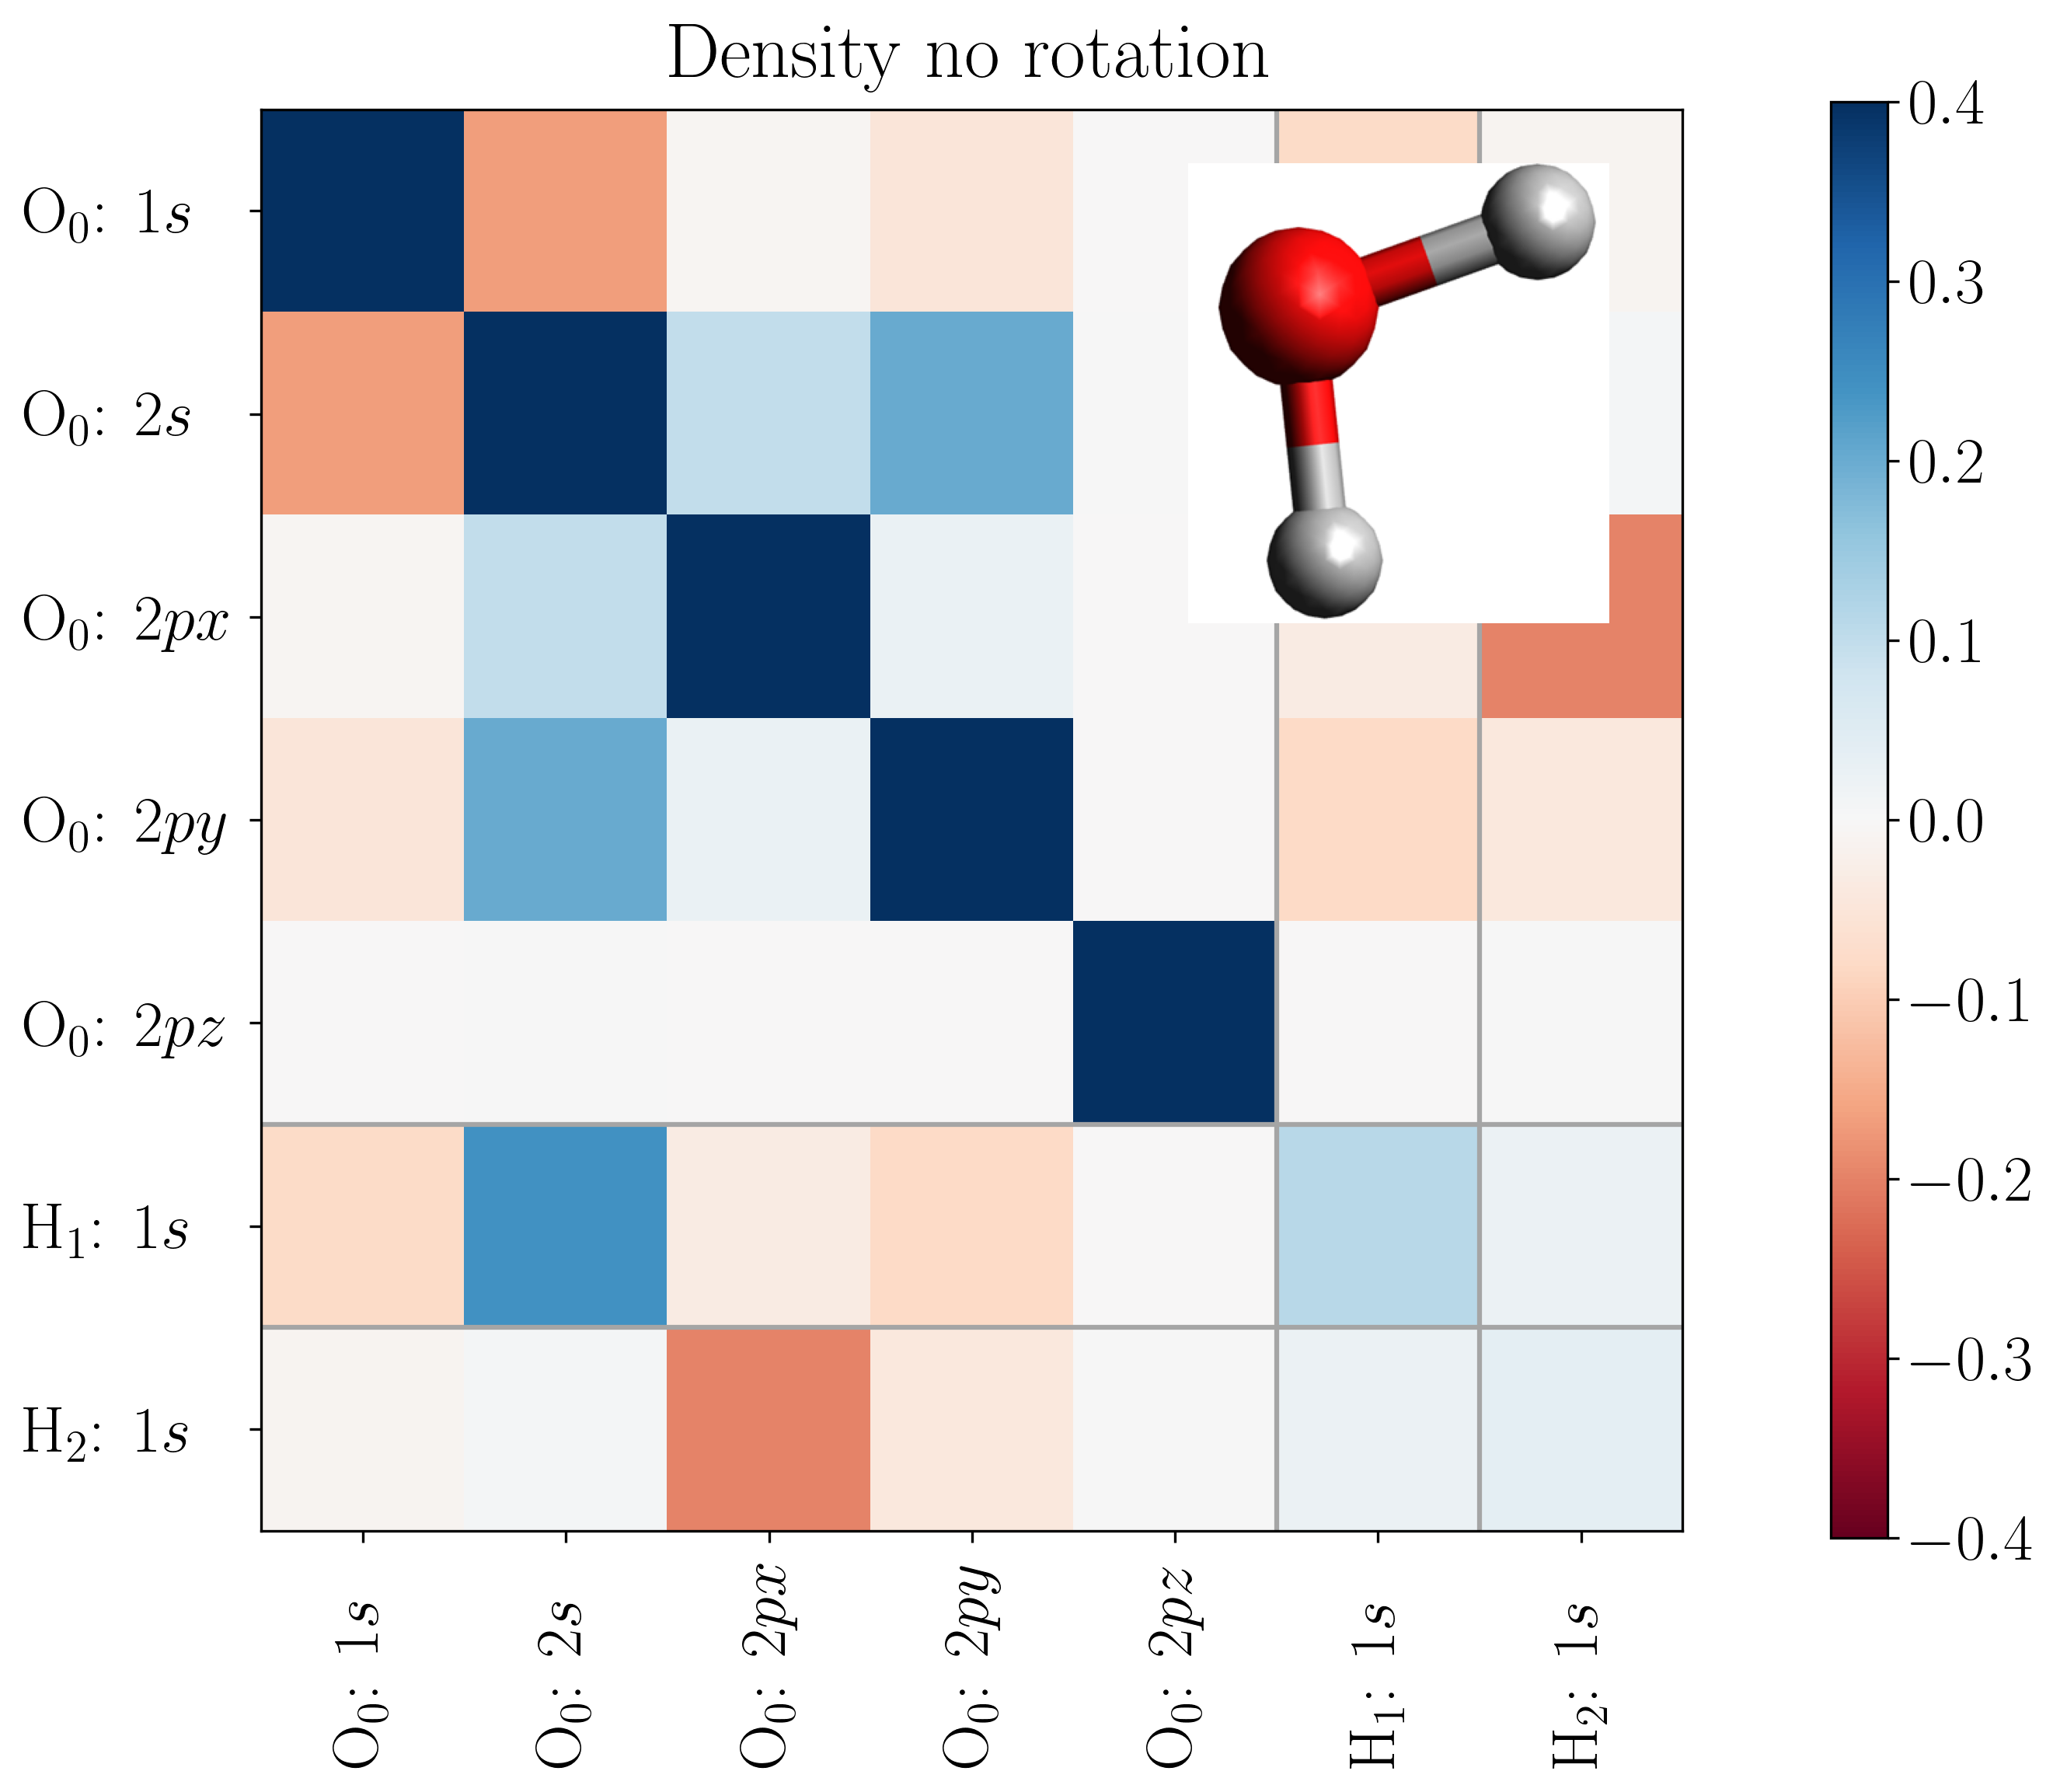 Density no rotation
O₀: 1s
O₀: 2s
O₀: 2px
O₀: 2py
O₀: 2pz
H₁: 1s
H₂: 1s
O₀: 1s
O₀: 2s
O₀: 2px
O₀: 2py
O₀: 2pz
H₁: 1s
H₂: 1s
0.4
0.3
0.2
0.1
0.0
−0.1
−0.2
−0.3
−0.4